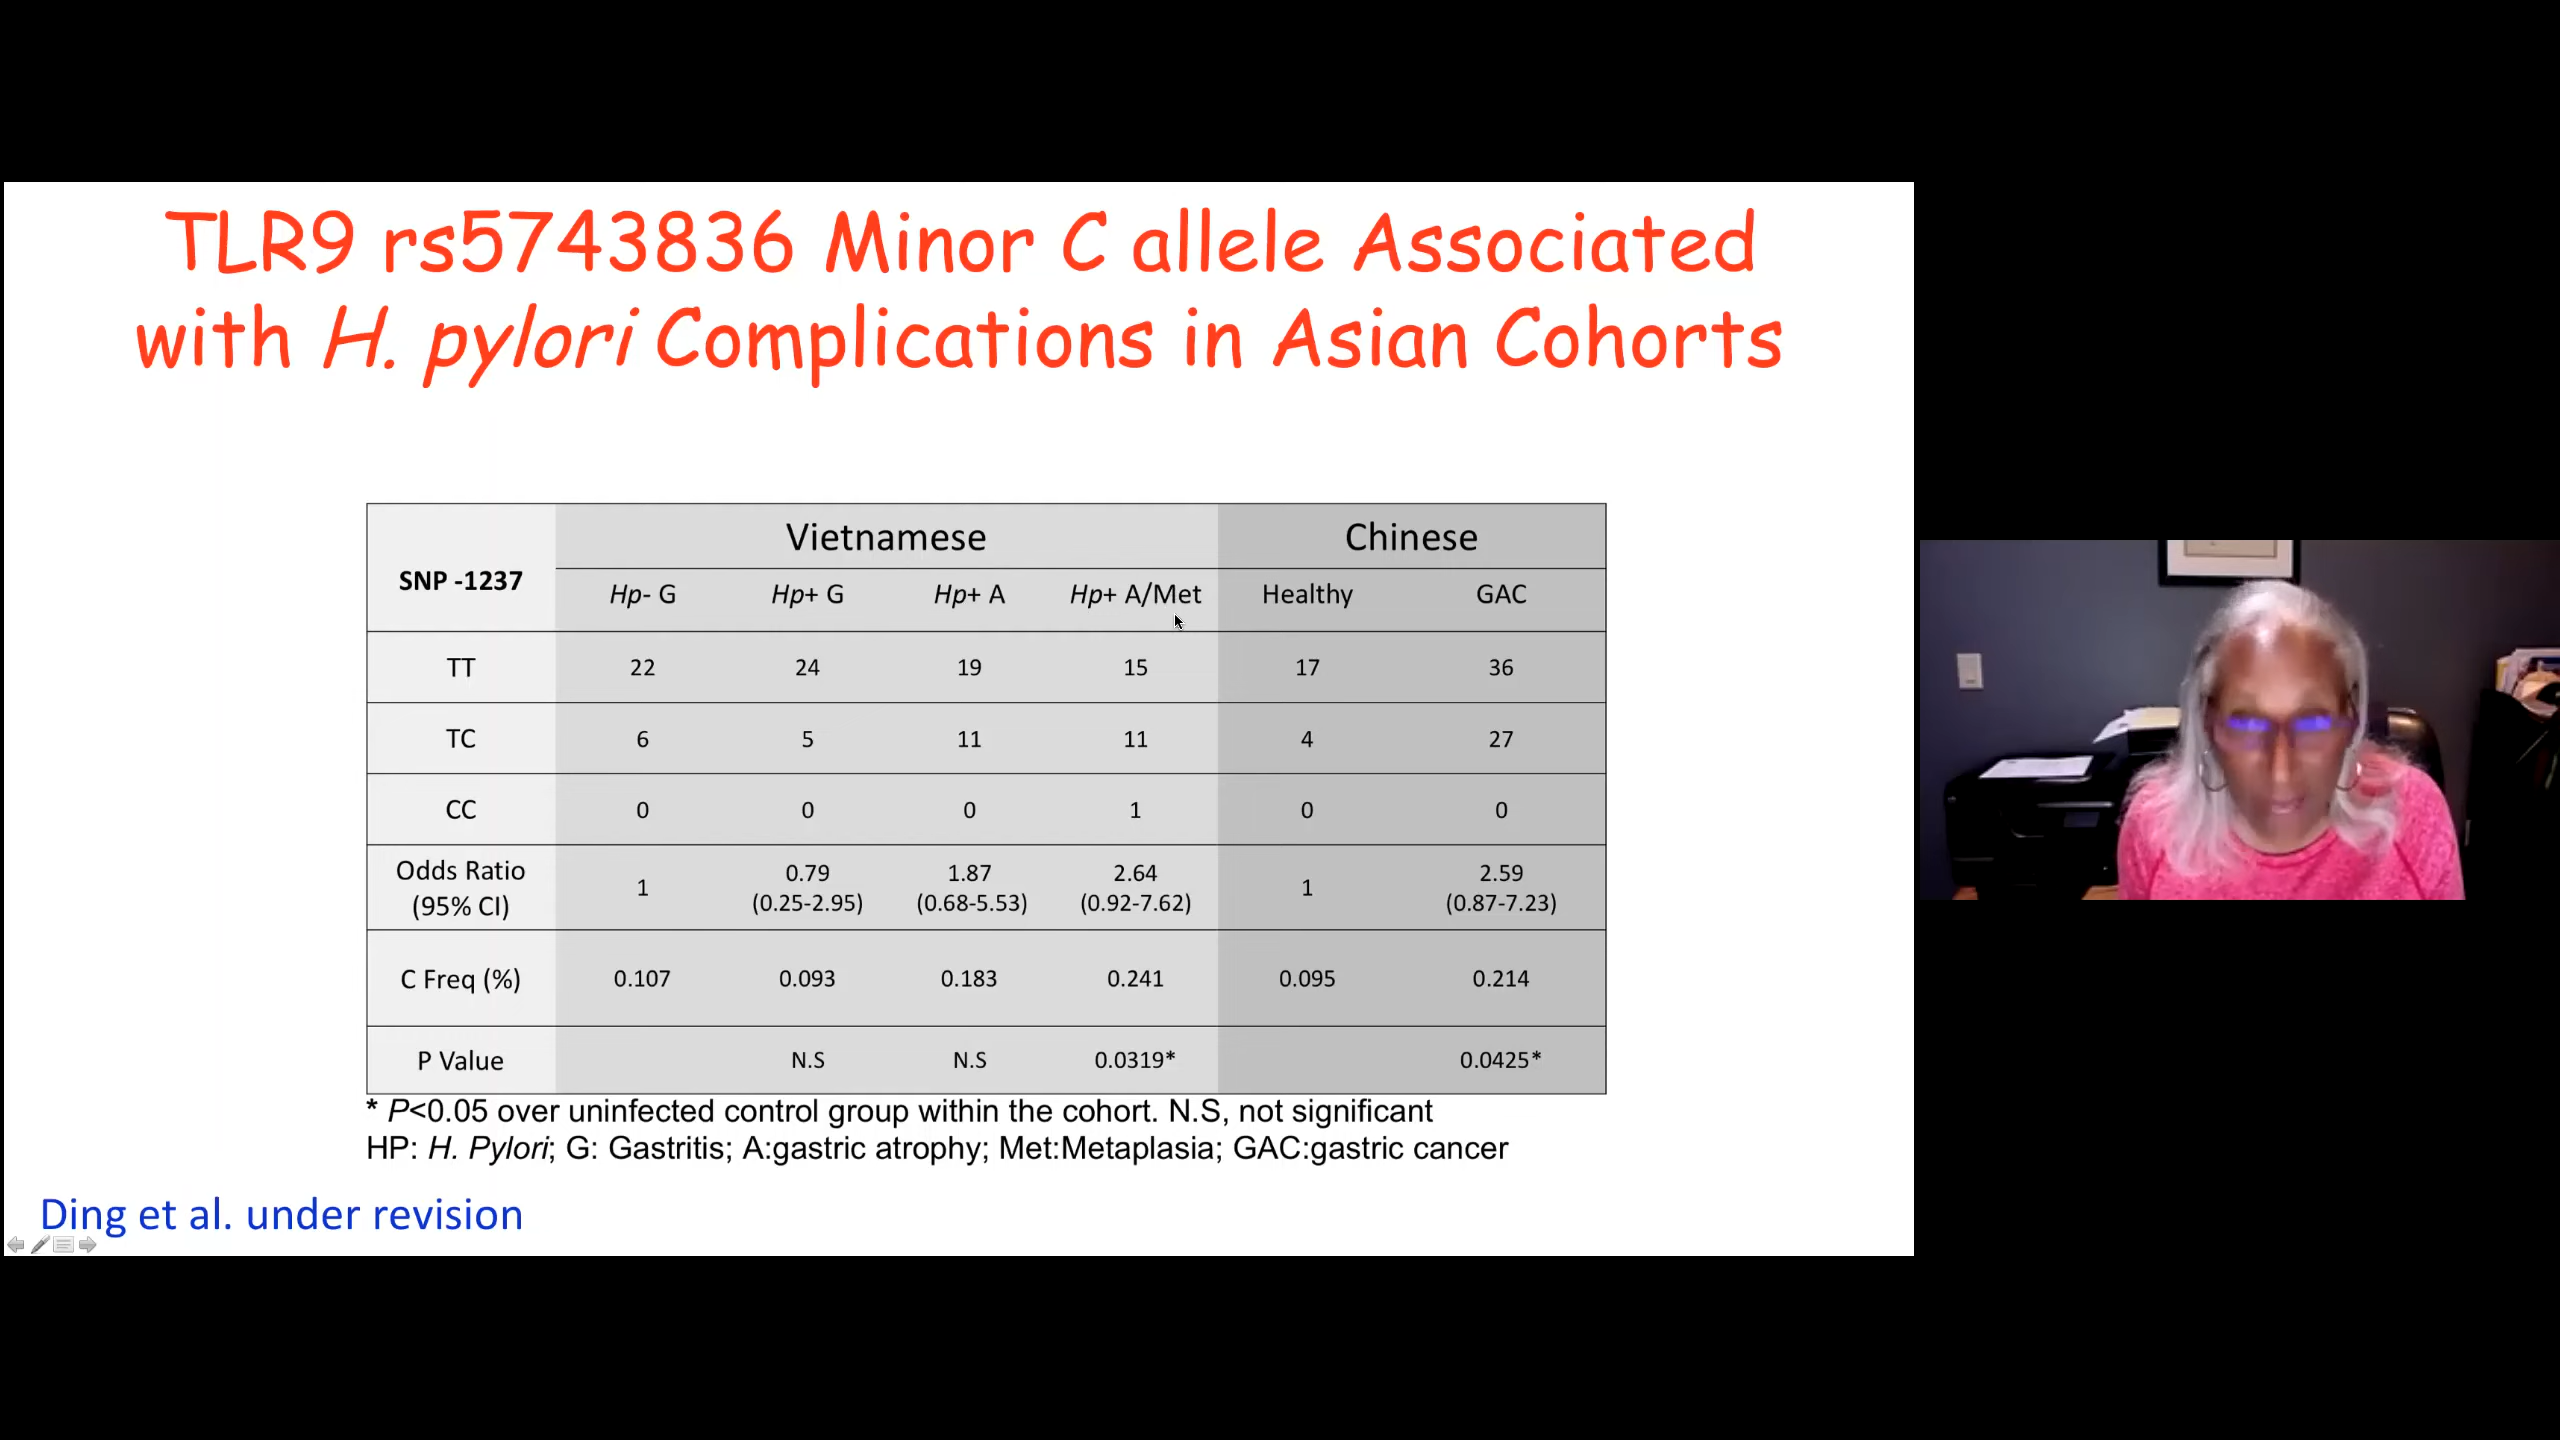 TLR9 rs5743836 Minor C allele Associated
with H. pylori Complications in Asian Cohorts
SNP -1237 Vietnamese Chinese
Hp- G Hp+ G Hp+ A Hp+ A/Met Healthy GAC
TT 22 24 19 15 17 36
TC 6 5 11 11 4 27
CC 0 0 0 1 0 0
Odds Ratio (95% CI) 1 0.79 (0.25-2.95) 1.87 (0.68-5.53) 2.64 (0.92-7.62) 1 2.59 (0.87-7.23)
C Freq (%) 0.107 0.093 0.183 0.241 0.095 0.214
P Value N.S N.S 0.0319* 0.0425*
* P<0.05 over uninfected control group within the cohort. N.S, not significant
HP: H. Pylori; G: Gastritis; A:gastric atrophy; Met:Metaplasia; GAC:gastric cancer
Ding et al. under revision